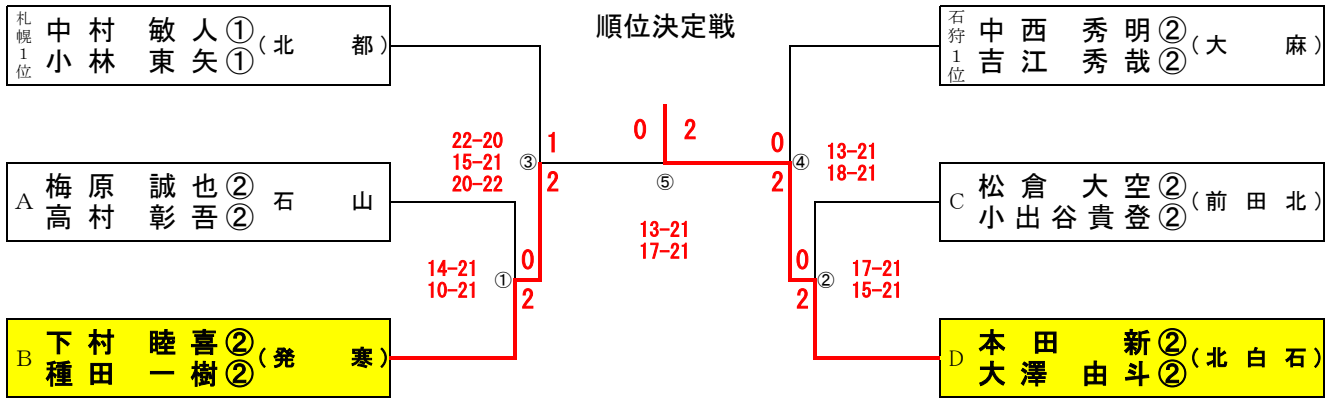 順位決定戦
札幌1位
中村 敏人①
小林 東矢①
(北 都)
A
梅原 誠也②
高村 彰吾②
石 山
B
下村 睦喜②
種田 一樹②
(発 寒)
石狩1位
中西 秀明②
吉江 秀哉②
(大 麻)
C
松倉 大空②
小出谷貴登②
(前田北)
D
本田 新②
大澤 由斗②
(北白石)
22-20
15-21
20-22
③
1
2
14-21
10-21
①
0
2
0
2
⑤
13-21
17-21
0
2
④
13-21
18-21
0
2
②
17-21
15-21